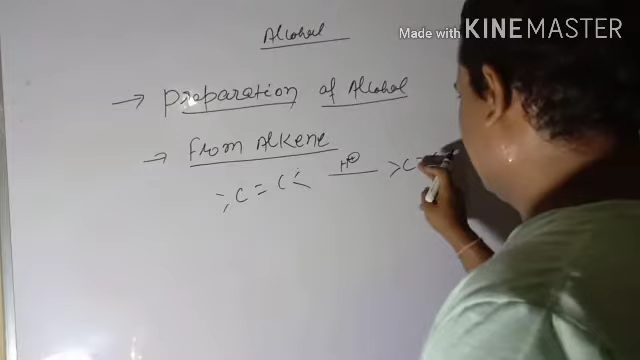 Alcohol
Made with KINEMASTER
→ Preparation of Alcohol
→ From Alkene
>C = C< H⊕ >C =